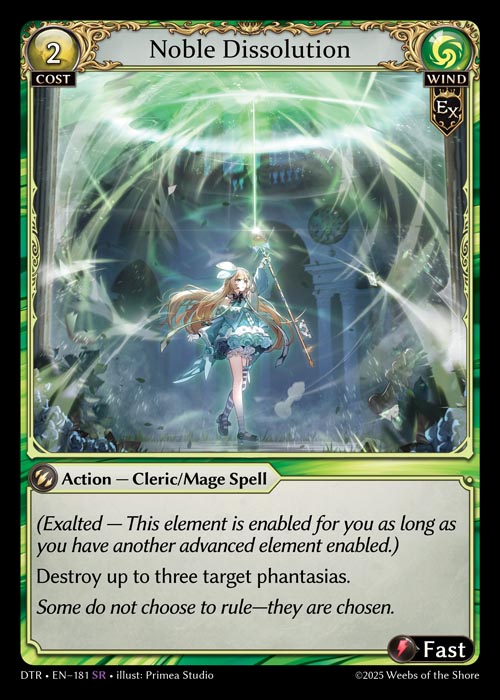 2
COST
Noble Dissolution
WIND
Ex
Action — Cleric/Mage Spell
(Exalted — This element is enabled for you as long as
you have another advanced element enabled.)
Destroy up to three target phantasias.
Some do not choose to rule—they are chosen.
Fast
DTR • EN–181 SR • illust: Primea Studio
©2025 Weebs of the Shore